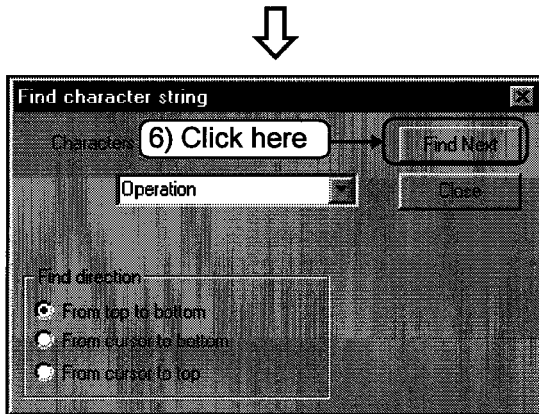 Find character string
Characters 6) Click here Find Next
Operation Close
Find direction
From top to bottom
From cursor to bottom
From cursor to top